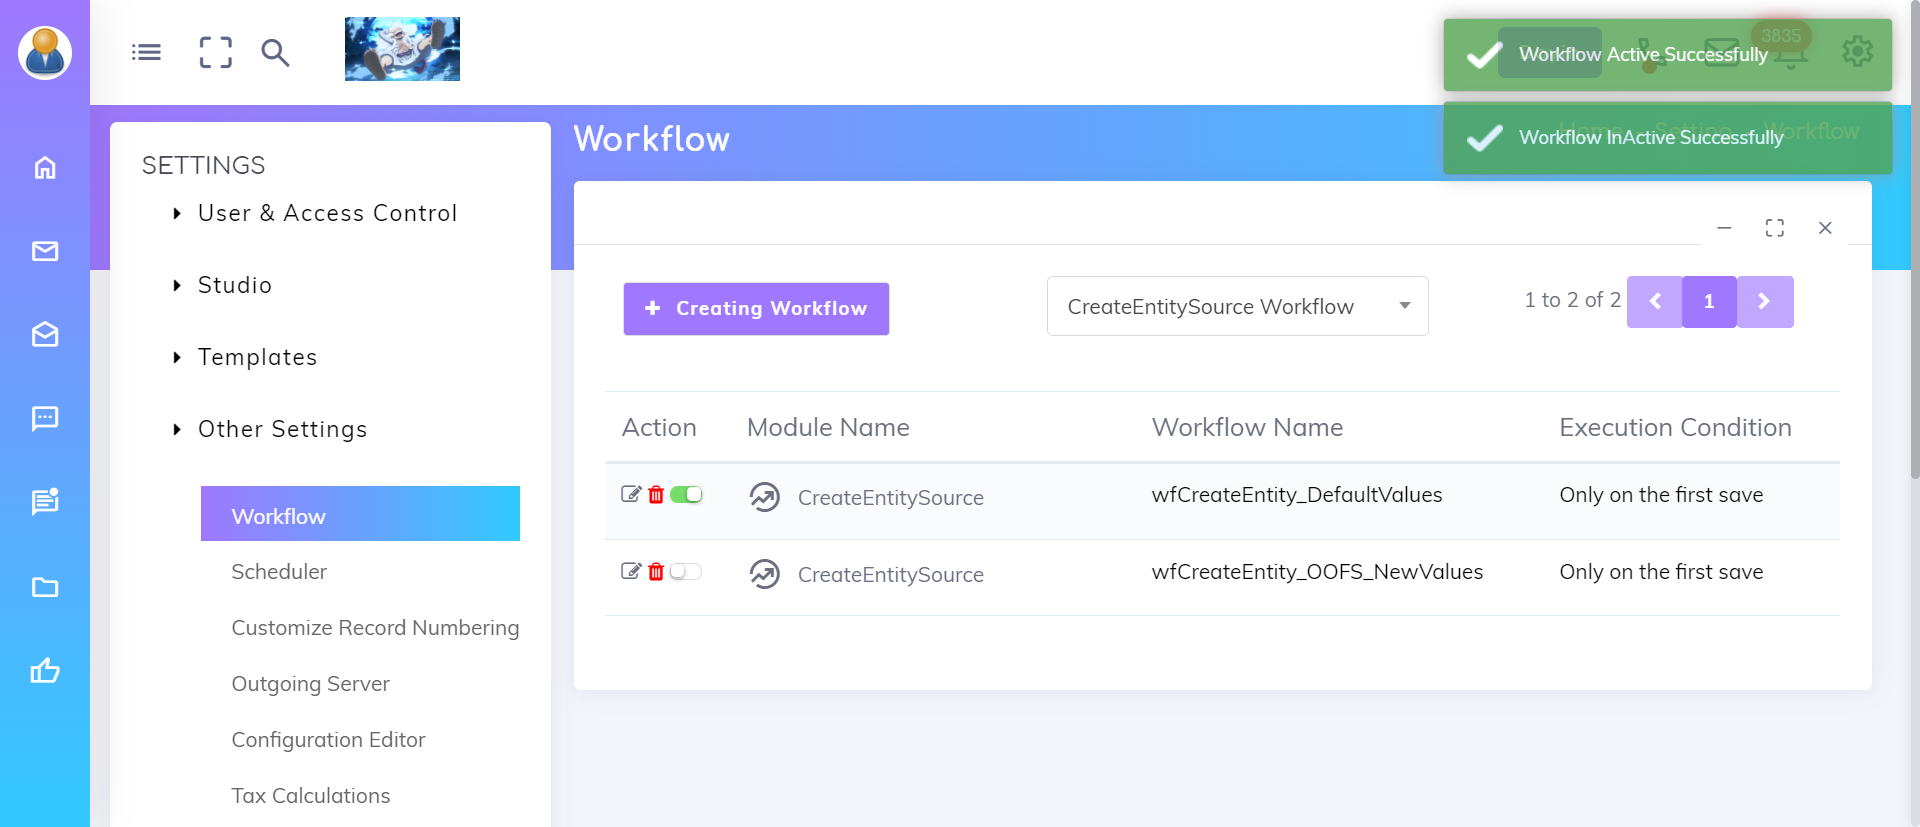 3835
Workflow Active Successfully
Home
Setting
Workflow
Workflow InActive Successfully
SETTINGS
User & Access Control
Studio
Templates
Other Settings
Workflow
Scheduler
Customize Record Numbering
Outgoing Server
Configuration Editor
Tax Calculations
Workflow
+ Creating Workflow
CreateEntitySource Workflow
1 to 2 of 2
1
Action Module Name Workflow Name Execution Condition
CreateEntitySource wfCreateEntity_DefaultValues Only on the first save
CreateEntitySource wfCreateEntity_OOFS_NewValues Only on the first save